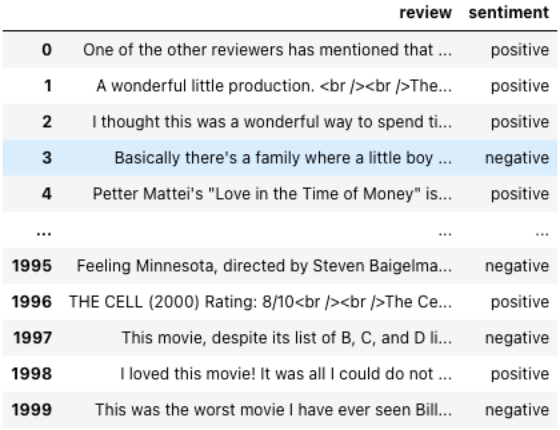 review sentiment
0 One of the other reviewers has mentioned that ... positive
1 A wonderful little production. <br /><br />The... positive
2 I thought this was a wonderful way to spend ti... positive
3 Basically there's a family where a little boy ... negative
4 Petter Mattei's "Love in the Time of Money" is... positive
... ... ...
1995 Feeling Minnesota, directed by Steven Baigelma... negative
1996 THE CELL (2000) Rating: 8/10<br /><br />The Ce... positive
1997 This movie, despite its list of B, C, and D li... negative
1998 I loved this movie! It was all I could do not ... positive
1999 This was the worst movie I have ever seen Bill... negative